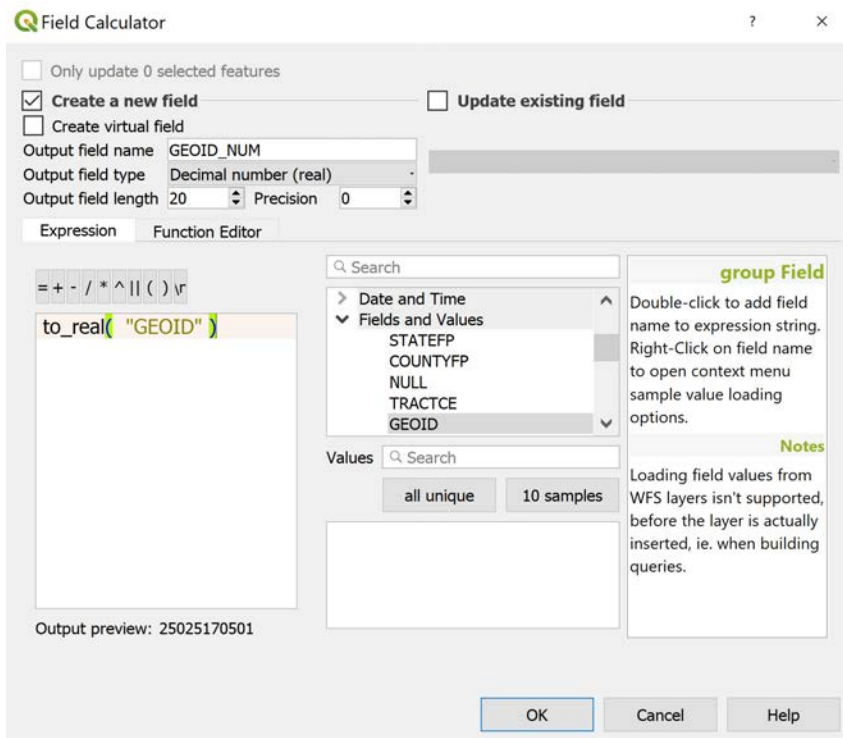 Field Calculator
?
×
Only update 0 selected features
Create a new field
Update existing field
Create virtual field
Output field name GEOID_NUM
Output field type Decimal number (real)
Output field length 20 Precision 0
Expression Function Editor
= + - / * ^ || ( ) \r
to_real( "GEOID" )
Search
Date and Time
Fields and Values
STATEFP
COUNTYFP
NULL
TRACTCE
GEOID
Values Search
all unique 10 samples
group Field
Double-click to add field
name to expression string.
Right-Click on field name
to open context menu
sample value loading
options.
Notes
Loading field values from
WFS layers isn't supported,
before the layer is actually
inserted, ie. when building
queries.
Output preview: 25025170501
OK Cancel Help